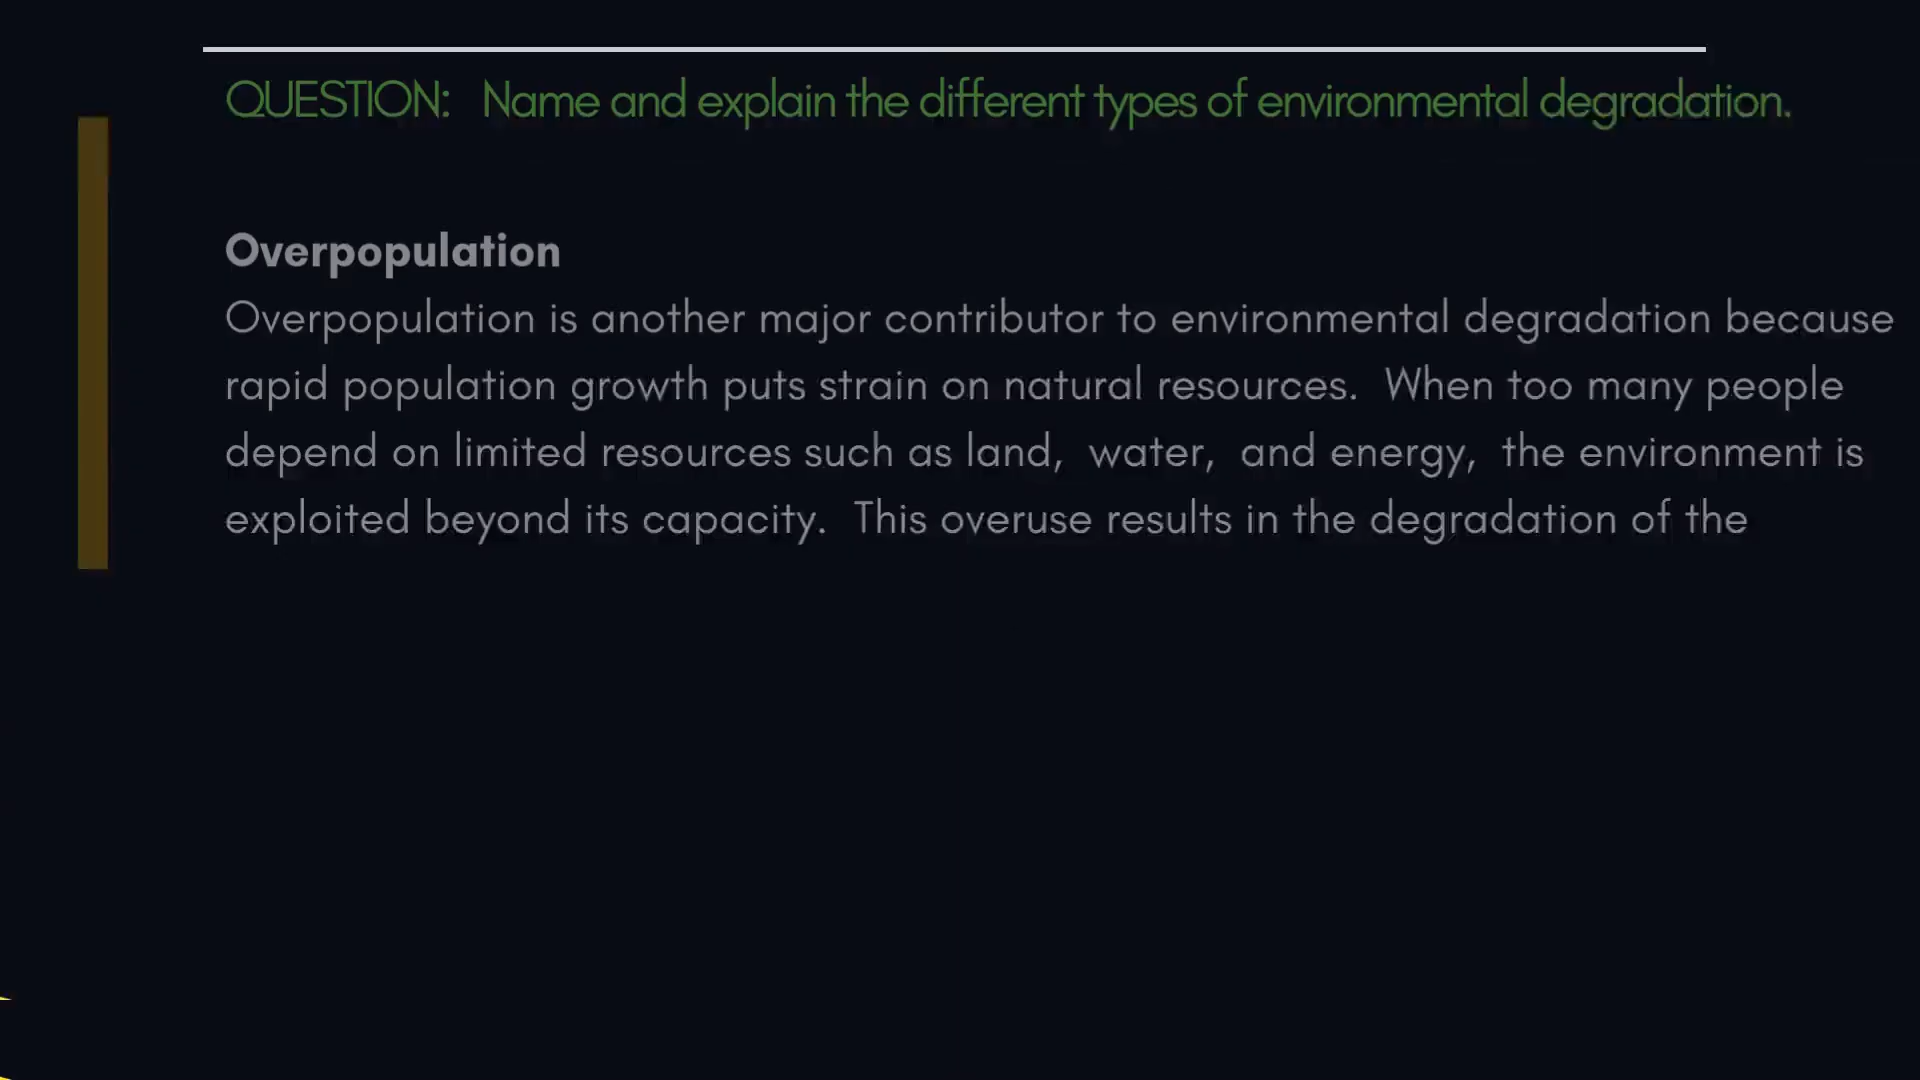 QUESTION: Name and explain the different types of environmental degradation.
Overpopulation
Overpopulation is another major contributor to environmental degradation because
rapid population growth puts strain on natural resources. When too many people
depend on limited resources such as land, water, and energy, the environment is
exploited beyond its capacity. This overuse results in the degradation of the